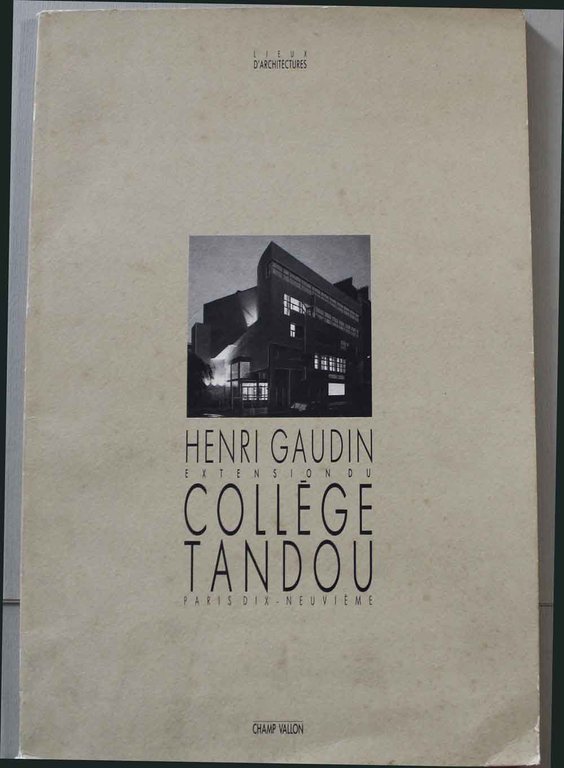 LIEUX
D'ARCHITECTURES
HENRI GAUDIN
EXTENSION DU
COLLÈGE
TANDOU
PARIS DIX-NEUVIÈME
CHAMP VALLON